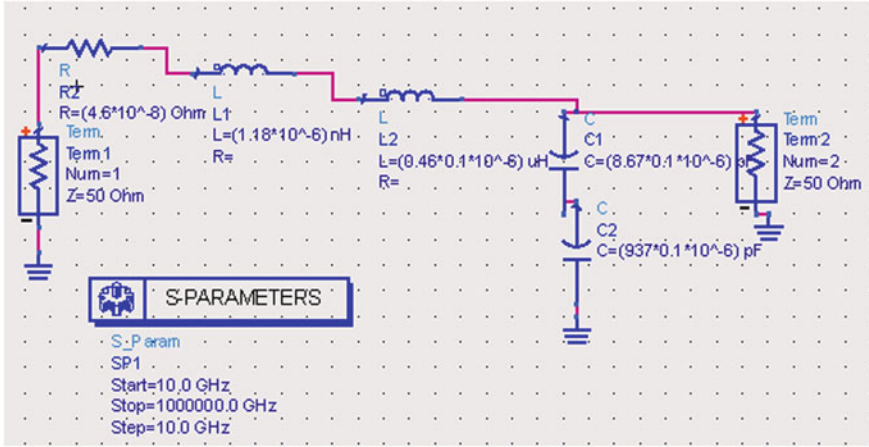 R
R2
R=(4.6*10^-8) Ohm
Term
Term1
Num=1
Z=50 Ohm
L
L1
L=(1.18*10^-6) nH
R=
L
L2
L=(0.46*0.1*10^-6) uH
R=
C
C1
C=(8.67*0.1*10^-6)
C
C2
C=(937*0.1*10^-6) pF
Term
Term2
Num=2
Z=50 Ohm
S-PARAMETERS
S_Param
SP1
Start=10.0 GHz
Stop=1000000.0 GHz
Step=10.0 GHz